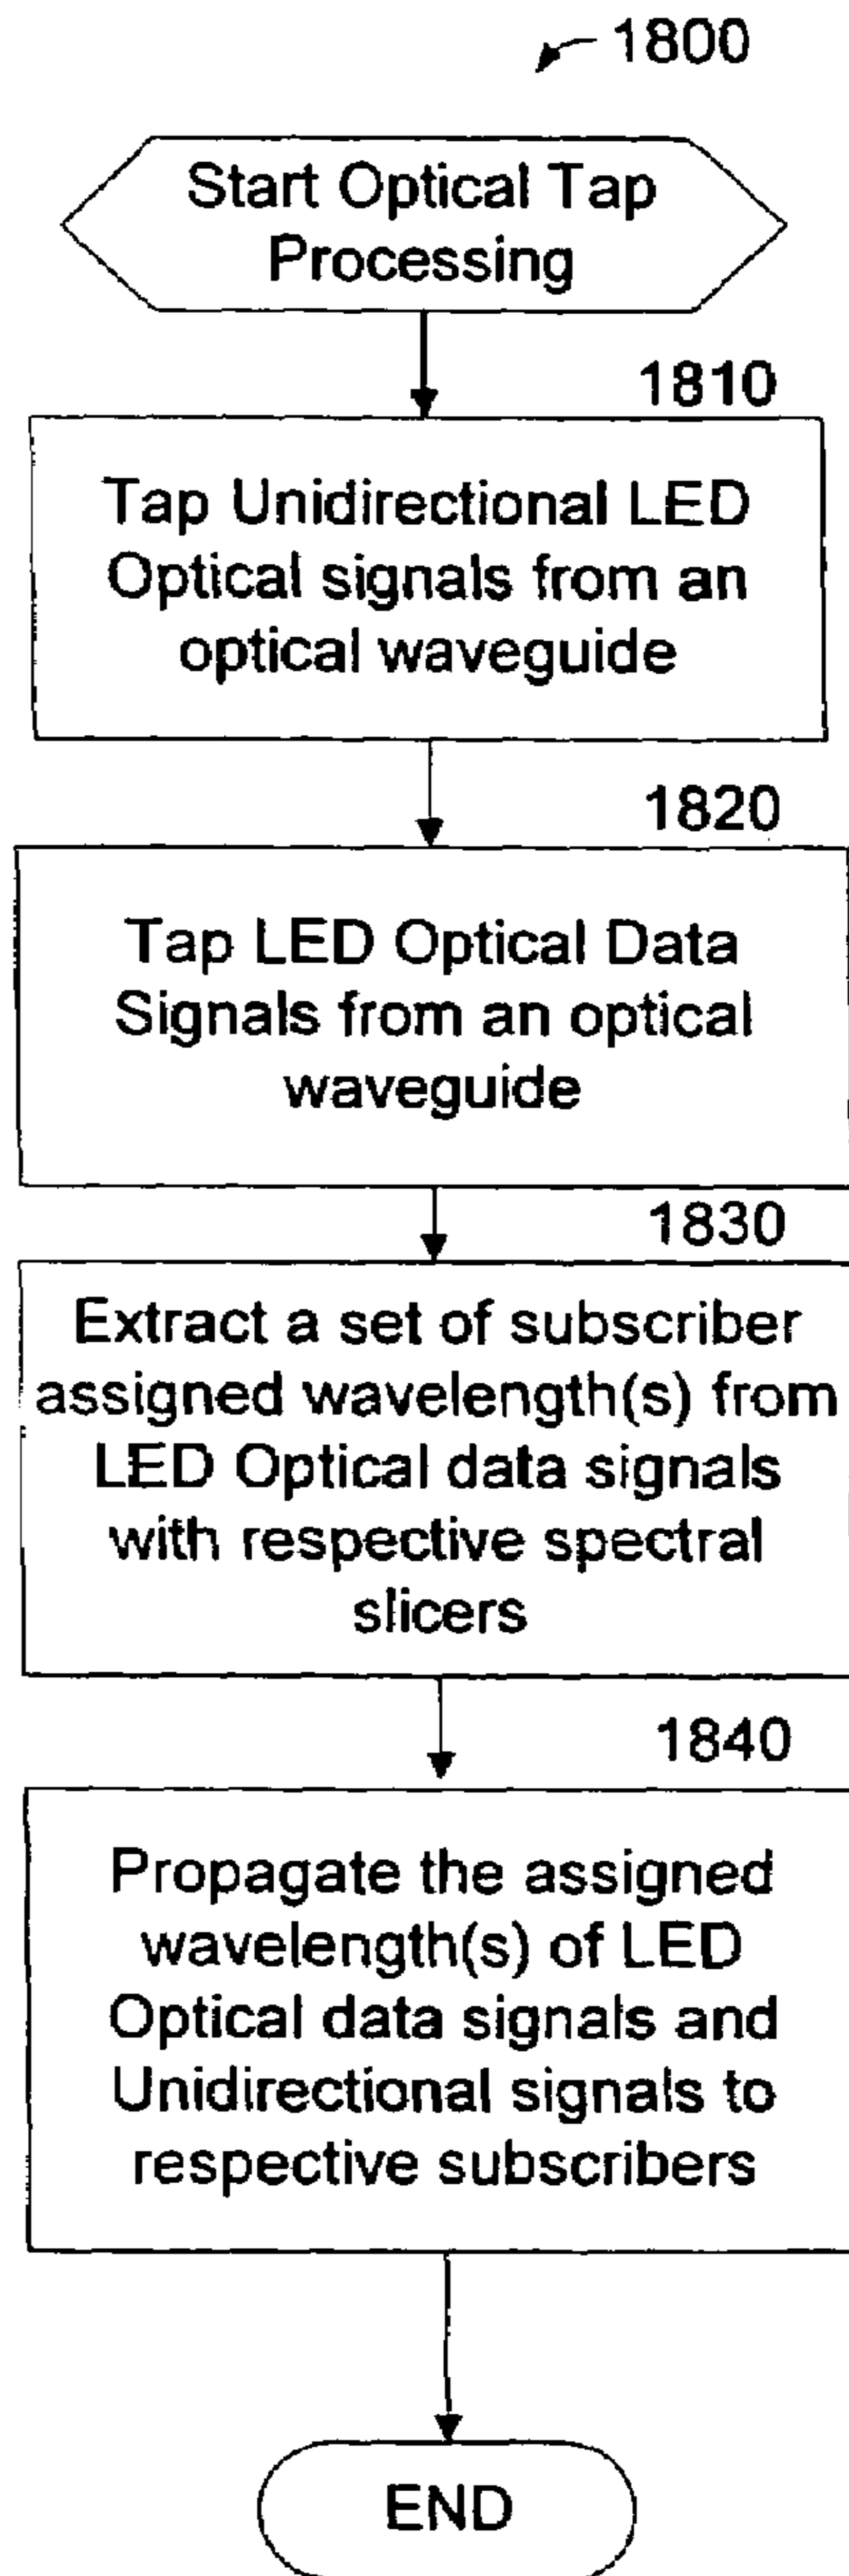 1800
Start Optical Tap
Processing
1810
Tap Unidirectional LED
Optical signals from an
optical waveguide
1820
Tap LED Optical Data
Signals from an optical
waveguide
1830
Extract a set of subscriber
assigned wavelength(s) from
LED Optical data signals
with respective spectral
slicers
1840
Propagate the assigned
wavelength(s) of LED
Optical data signals and
Unidirectional signals to
respective subscribers
END